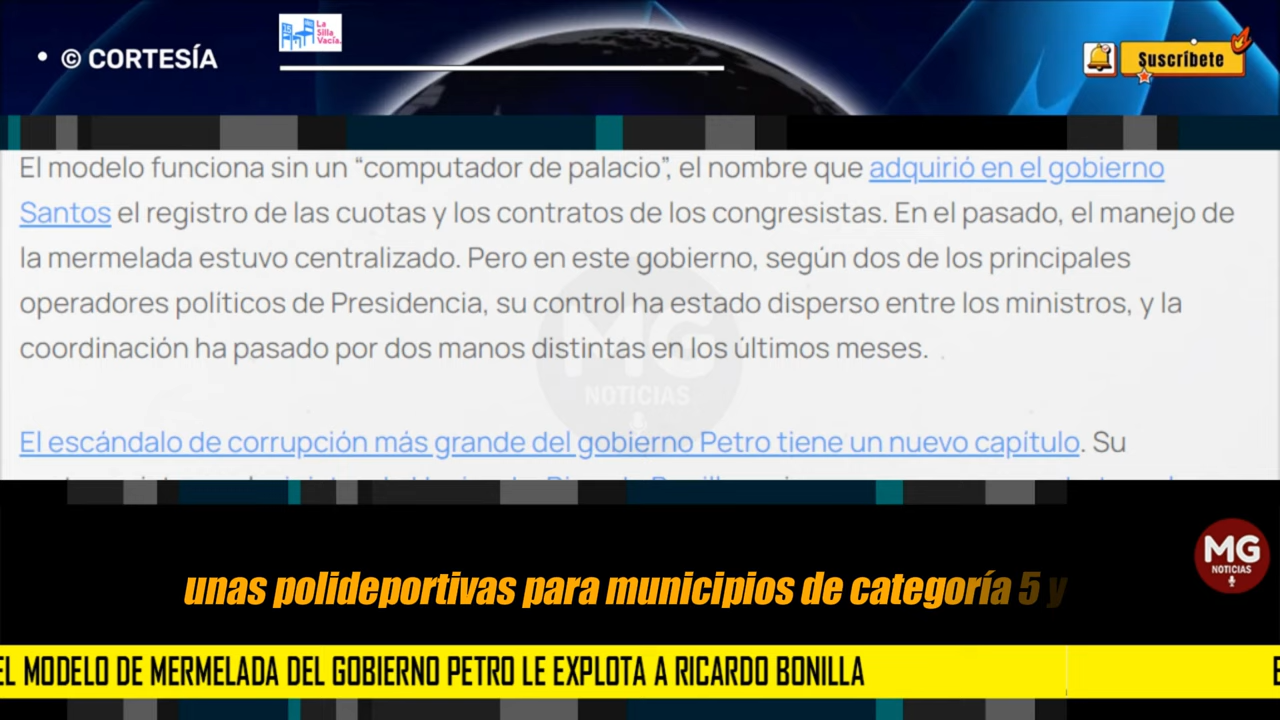 • © CORTESÍA
La
Silla
Vacía.
Suscríbete
El modelo funciona sin un “computador de palacio”, el nombre que adquirió en el gobierno
Santos el registro de las cuotas y los contratos de los congresistas. En el pasado, el manejo de
la mermelada estuvo centralizado. Pero en este gobierno, según dos de los principales
operadores políticos de Presidencia, su control ha estado disperso entre los ministros, y la
coordinación ha pasado por dos manos distintas en los últimos meses.
MG
NOTICIAS
El escándalo de corrupción más grande del gobierno Petro tiene un nuevo capítulo. Su
MG
NOTICIAS
unas polideportivas para municipios de categoría 5 y
EL MODELO DE MERMELADA DEL GOBIERNO PETRO LE EXPLOTA A RICARDO BONILLA